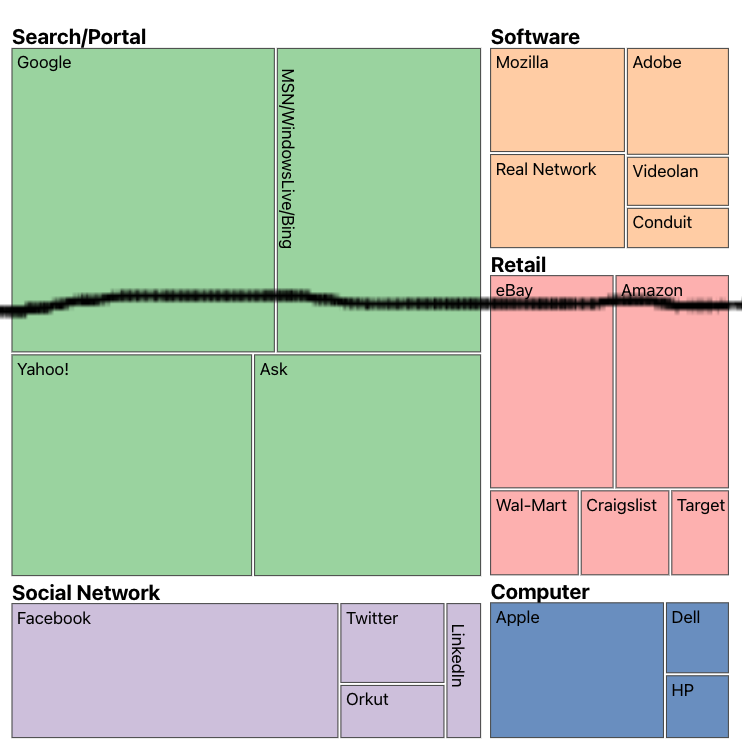 Search/Portal
Google
MSN/WindowsLive/Bing
Yahoo!
Ask
Software
Mozilla
Adobe
Real Network
Videolan
Conduit
Retail
eBay
Amazon
Wal-Mart
Craigslist
Target
Social Network
Facebook
Twitter
LinkedIn
Orkut
Computer
Apple
Dell
HP